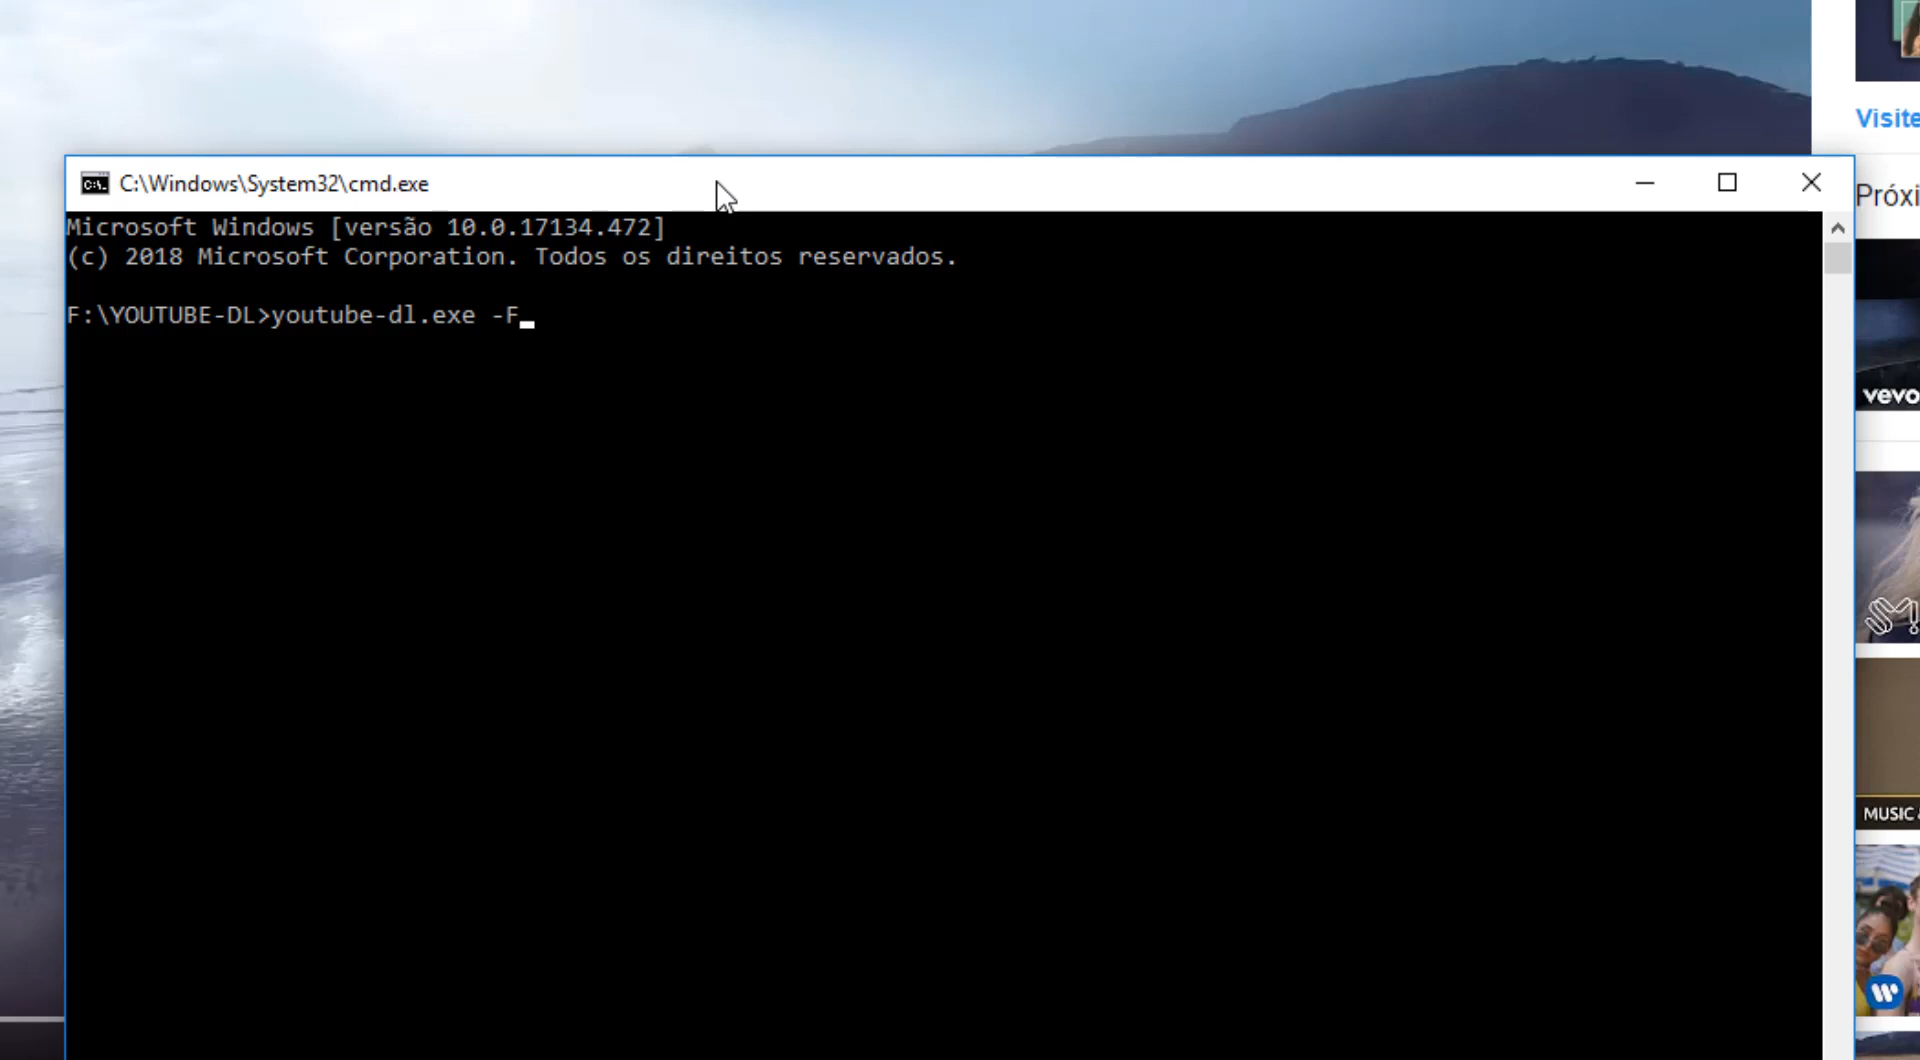 Visite
C:\Windows\System32\cmd.exe
Próxi
Microsoft Windows [versão 10.0.17134.472]
(c) 2018 Microsoft Corporation. Todos os direitos reservados.
F:\YOUTUBE-DL>youtube-dl.exe -F
vevo
MUSIC